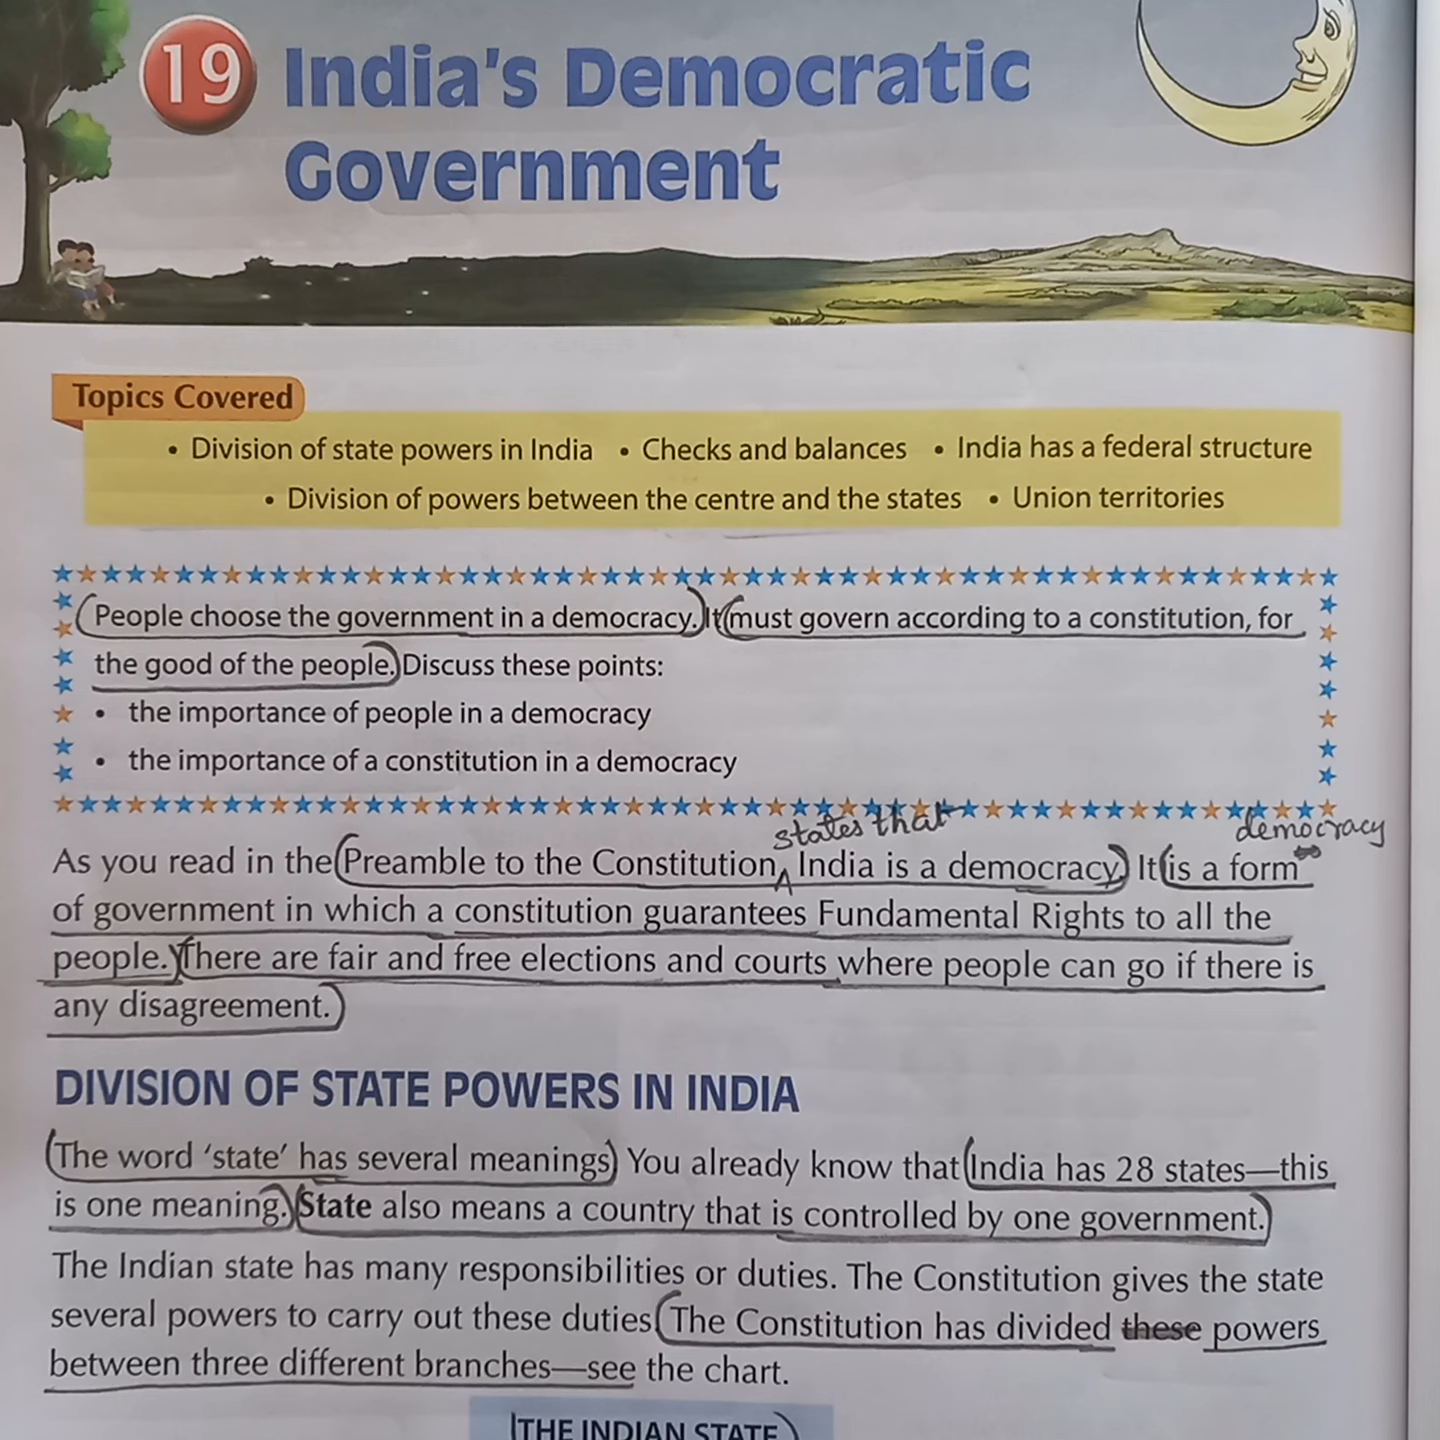 19 India's Democratic
Government
Topics Covered
• Division of state powers in India • Checks and balances • India has a federal structure
• Division of powers between the centre and the states • Union territories
People choose the government in a democracy. It must govern according to a constitution, for
the good of the people. Discuss these points:
• the importance of people in a democracy
• the importance of a constitution in a democracy
states that democracy
As you read in the Preamble to the Constitution, India is a democracy. It is a form
of government in which a constitution guarantees Fundamental Rights to all the
people. There are fair and free elections and courts where people can go if there is
any disagreement.
DIVISION OF STATE POWERS IN INDIA
The word 'state' has several meanings. You already know that India has 28 states—this
is one meaning. State also means a country that is controlled by one government.
The Indian state has many responsibilities or duties. The Constitution gives the state
several powers to carry out these duties. The Constitution has divided these powers
between three different branches—see the chart.
THE INDIAN STATE